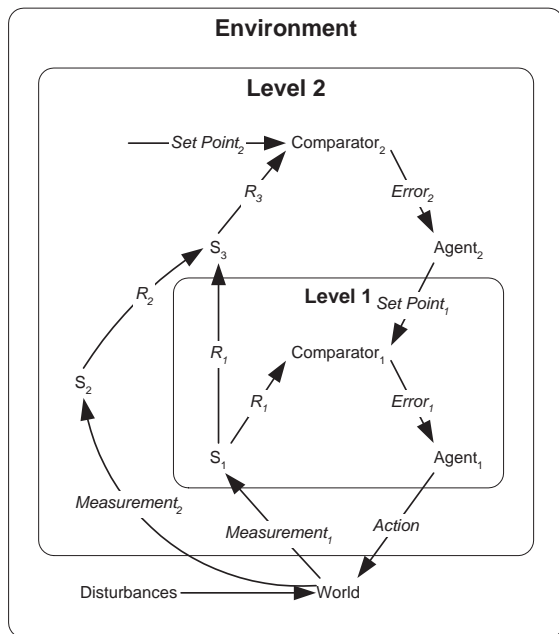 Environment
Level 2
Set Point₂
Comparator₂
R₃
Error₂
S₃
Agent₂
Level 1
Set Point₁
R₂
R₁
Comparator₁
S₂
R₁
Error₁
S₁
Agent₁
Measurement₂
Measurement₁
Action
Disturbances
World